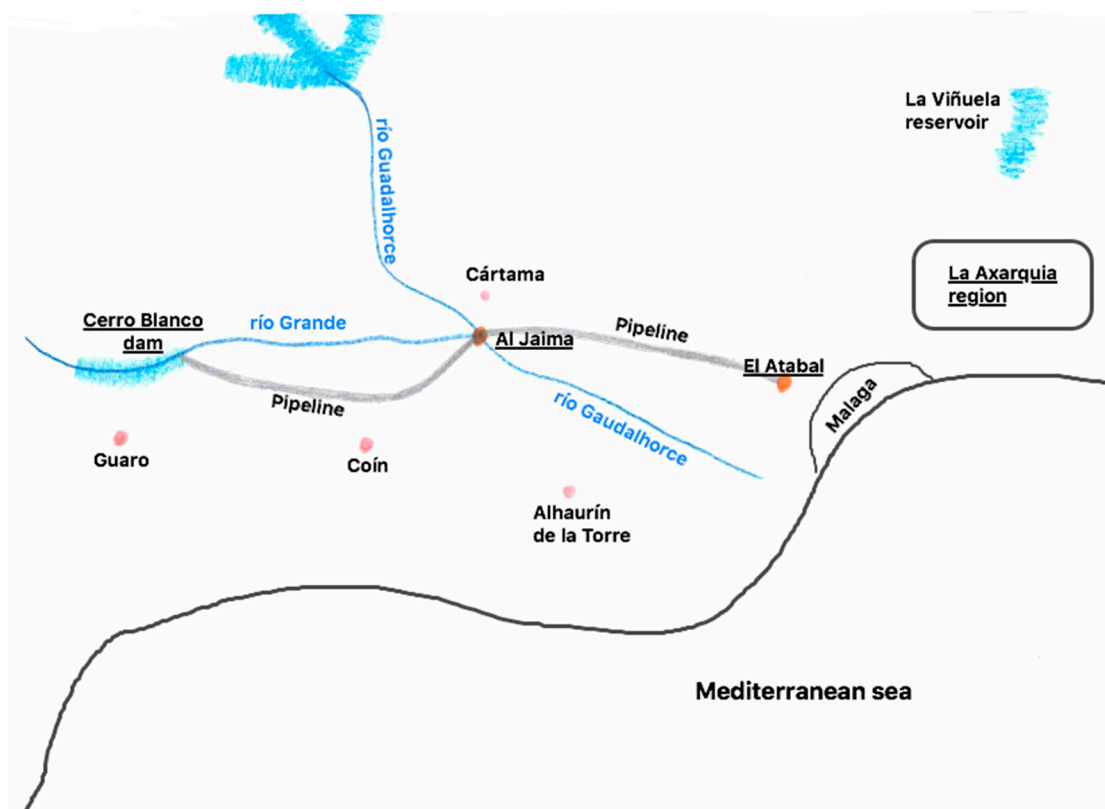 La Viñuela
reservoir
río Guadalhorce
La Axarquia
region
Cártama
Cerro Blanco
dam
río Grande
Al Jaima
Pipeline
El Atabal
Pipeline
Malaga
río Gaudalhorce
Guaro
Coín
Alhaurín
de la Torre
Mediterranean sea